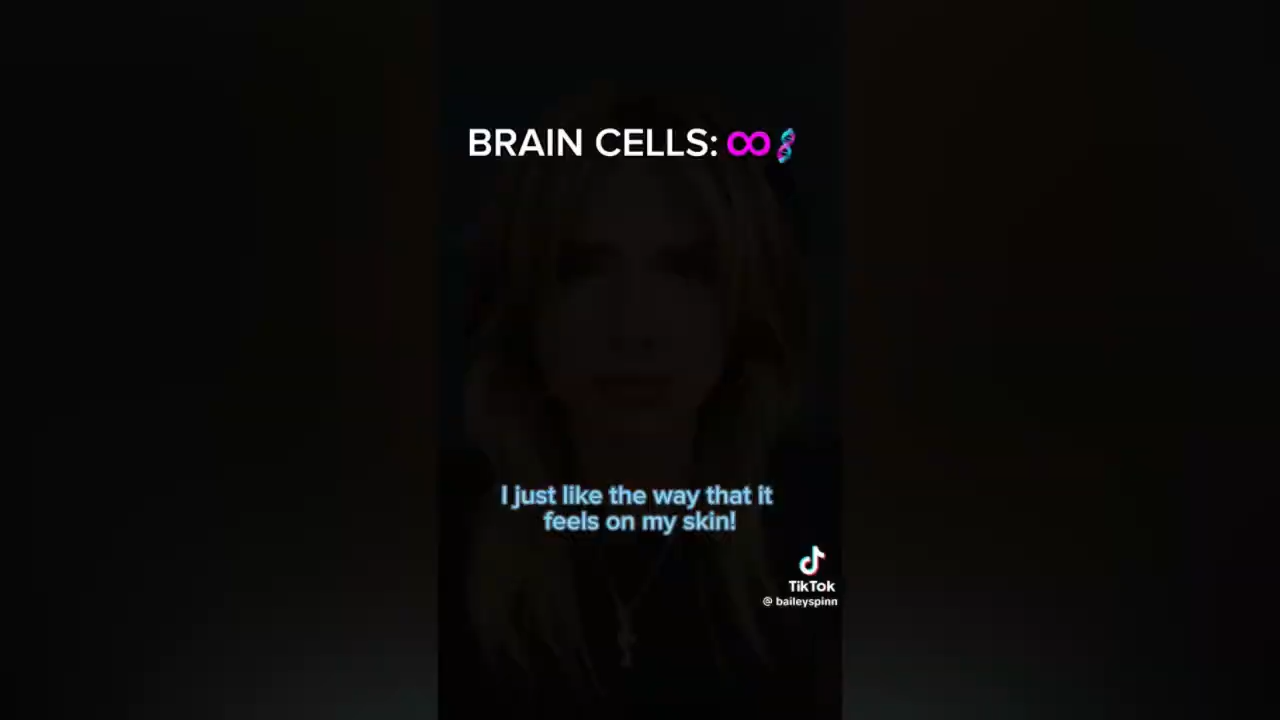 BRAIN CELLS: ∞🧬
I just like the way that it
feels on my skin!
TikTok
@ baileyspinn